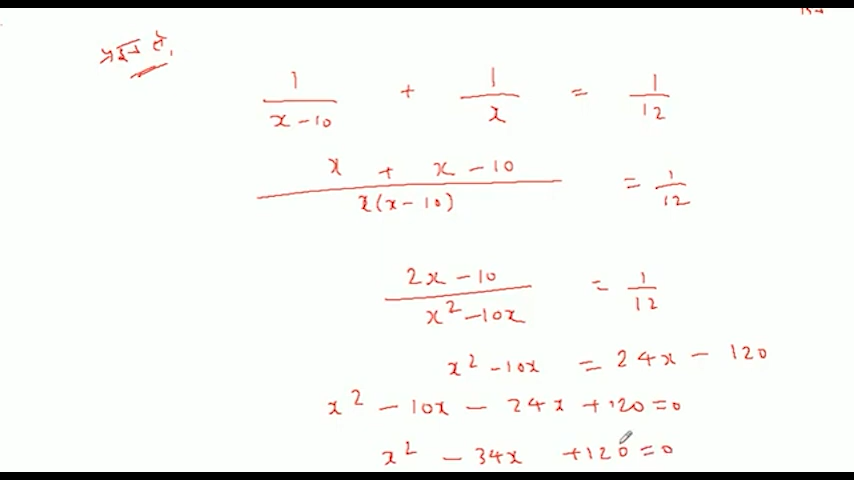 प्रश्न से,
1/(x-10) + 1/x = 1/12
(x + x - 10)/(x(x-10)) = 1/12
(2x - 10)/(x² - 10x) = 1/12
x² - 10x = 24x - 120
x² - 10x - 24x + 120 = 0
x² - 34x + 120 = 0